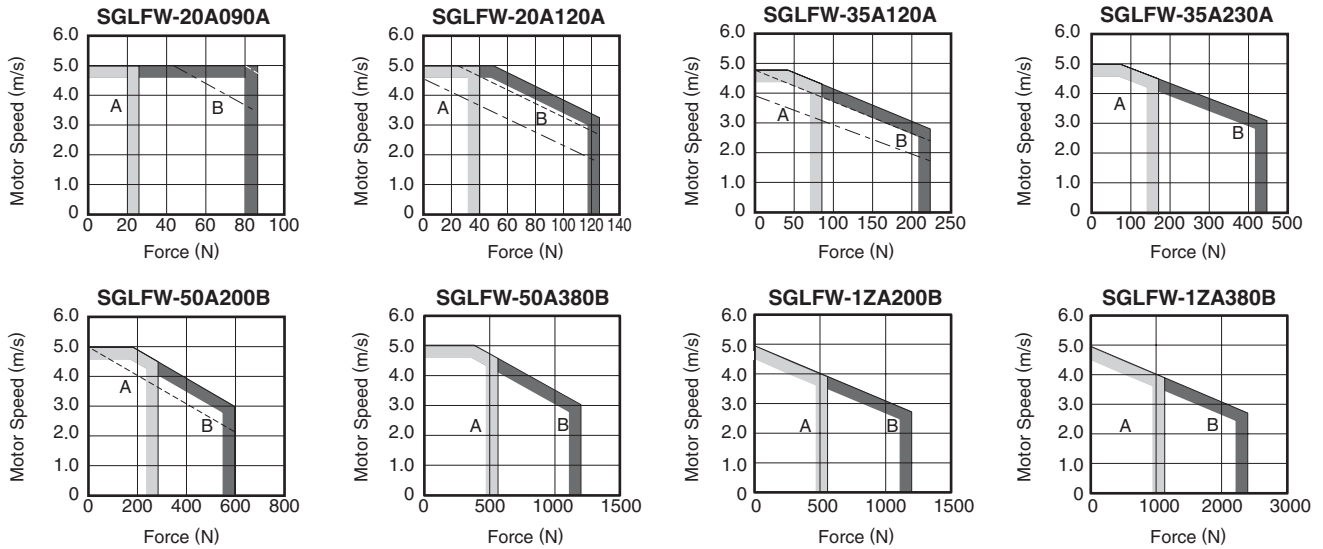 SGLFW-20A090A
Motor Speed (m/s)
6.0
5.0
4.0
3.0
2.0
1.0
0
A
B
0 20 40 60 80 100
Force (N)
SGLFW-20A120A
Motor Speed (m/s)
6.0
5.0
4.0
3.0
2.0
1.0
0
A
B
0 20 40 60 80 100 120 140
Force (N)
SGLFW-35A120A
Motor Speed (m/s)
6.0
5.0
4.0
3.0
2.0
1.0
0
A
B
0 50 100 150 200 250
Force (N)
SGLFW-35A230A
Motor Speed (m/s)
6.0
5.0
4.0
3.0
2.0
1.0
0
A
B
0 100 200 300 400 500
Force (N)
SGLFW-50A200B
Motor Speed (m/s)
6.0
5.0
4.0
3.0
2.0
1.0
0
A
B
0 200 400 600 800
Force (N)
SGLFW-50A380B
Motor Speed (m/s)
6.0
5.0
4.0
3.0
2.0
1.0
0
A
B
0 500 1000 1500
Force (N)
SGLFW-1ZA200B
Motor Speed (m/s)
6.0
5.0
4.0
3.0
2.0
1.0
0
A
B
0 500 1000 1500
Force (N)
SGLFW-1ZA380B
Motor Speed (m/s)
6.0
5.0
4.0
3.0
2.0
1.0
0
A
B
0 1000 2000 3000
Force (N)